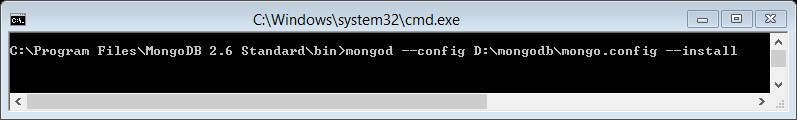 C:\Windows\system32\cmd.exe
C:\Program Files\MongoDB 2.6 Standard\bin>mongod --config D:\mongodb\mongo.config --install